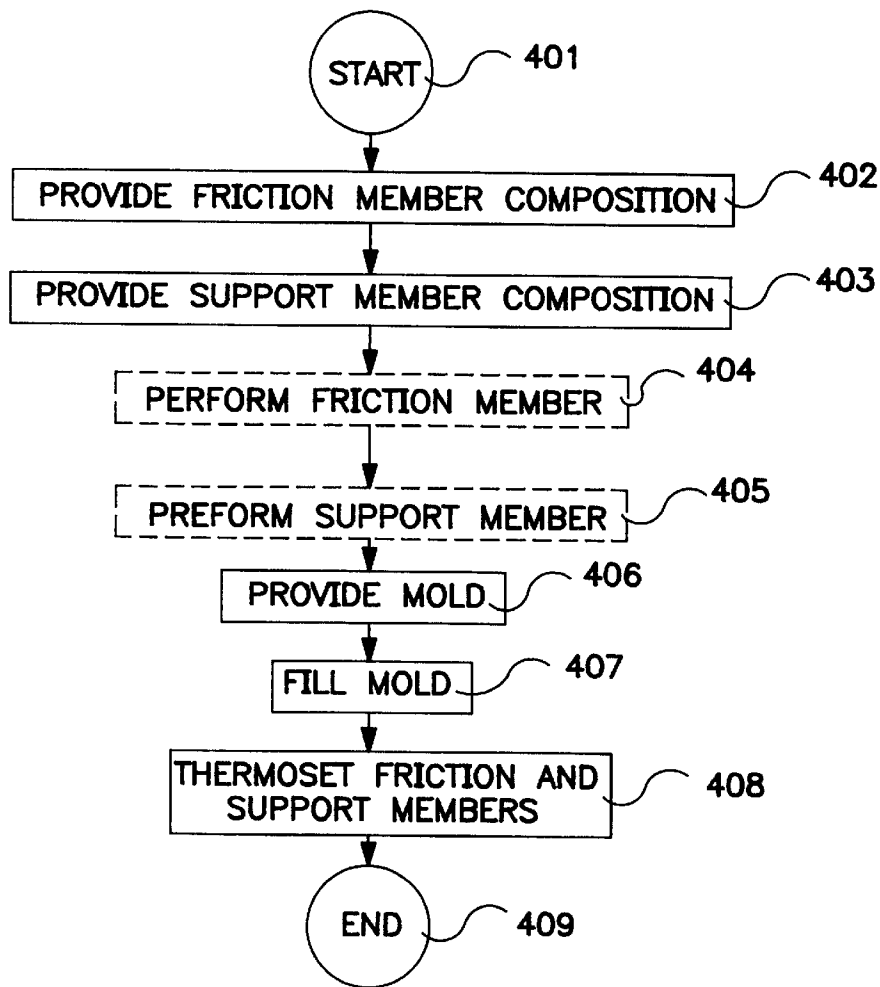 START
401
PROVIDE FRICTION MEMBER COMPOSITION
402
PROVIDE SUPPORT MEMBER COMPOSITION
403
PERFORM FRICTION MEMBER
404
PREFORM SUPPORT MEMBER
405
PROVIDE MOLD
406
FILL MOLD
407
THERMOSET FRICTION AND
SUPPORT MEMBERS
408
END
409